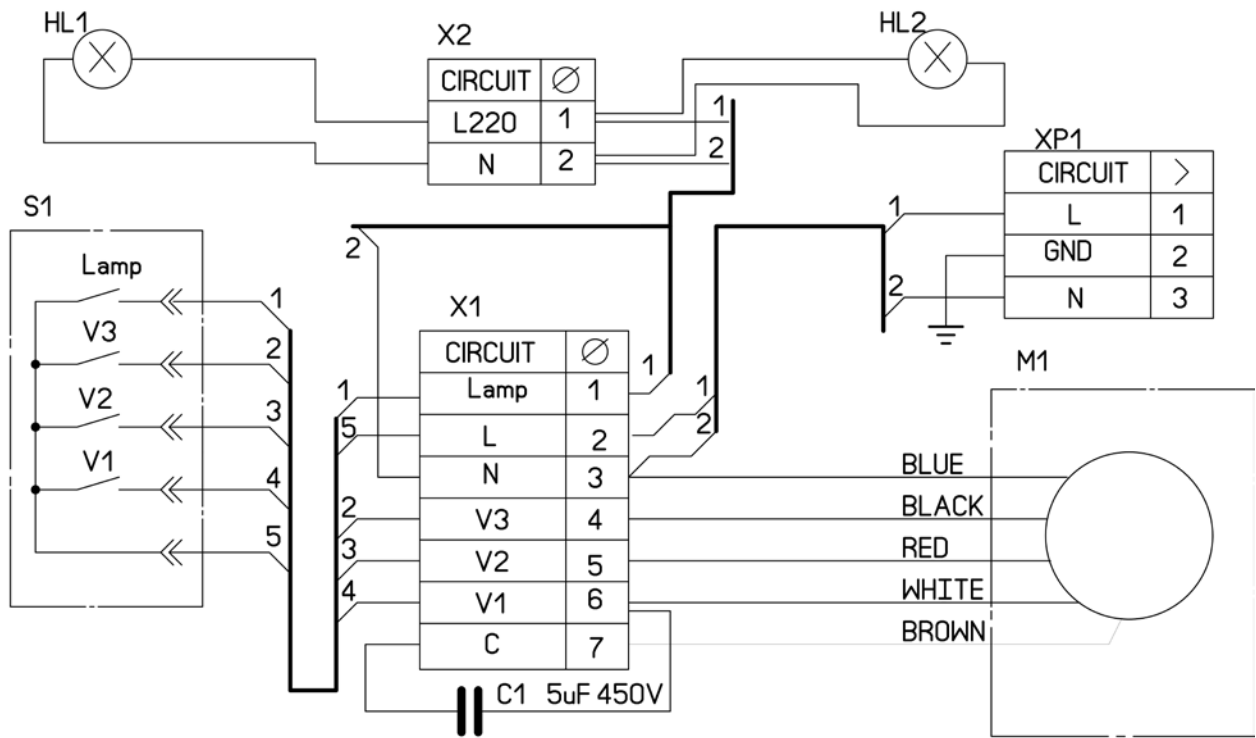 HL1
X2
HL2
CIRCUIT ∅
L220 1
N 2
1
2
XP1
CIRCUIT >
L 1
GND 2
N 3
1
2
S1
Lamp
V3
V2
V1
1
2
3
4
5
2
X1
CIRCUIT ∅
Lamp 1
L 2
N 3
V3 4
V2 5
V1 6
C 7
1
5
2
3
4
1
1
2
C1 5uF 450V
M1
BLUE
BLACK
RED
WHITE
BROWN